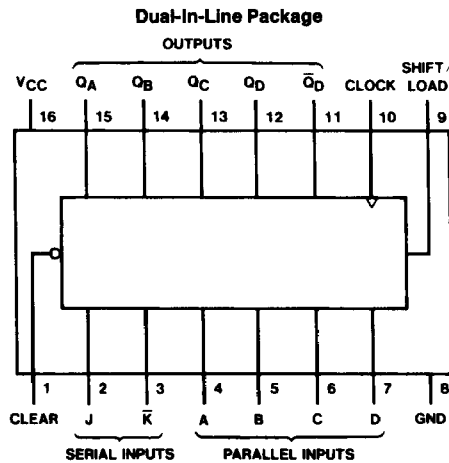 Dual-In-Line Package
OUTPUTS
VCC QA QB QC QD Q̅D CLOCK SHIFT/
LOAD
16 15 14 13 12 11 10 9
1 2 3 4 5 6 7 8
CLEAR J K̅ A B C D GND
SERIAL INPUTS PARALLEL INPUTS